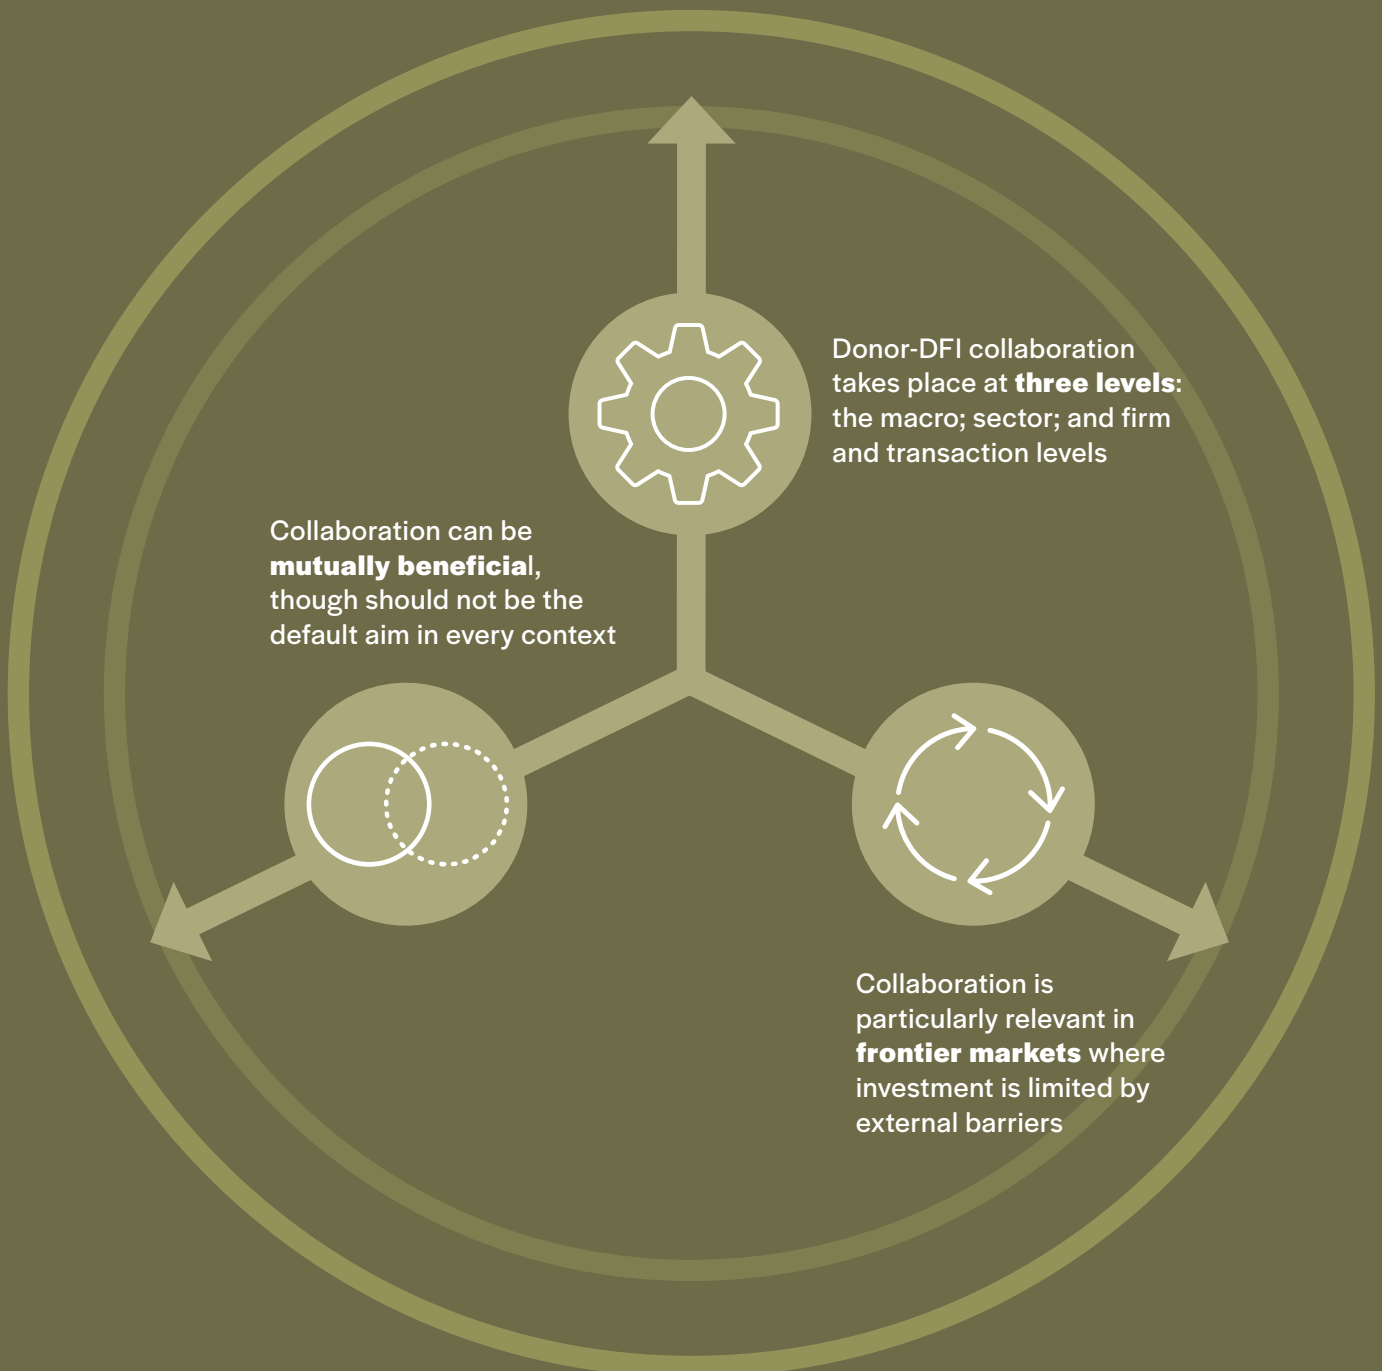 Donor-DFI collaboration
takes place at three levels:
the macro; sector; and firm
and transaction levels
Collaboration can be
mutually beneficial,
though should not be the
default aim in every context
Collaboration is
particularly relevant in
frontier markets where
investment is limited by
external barriers